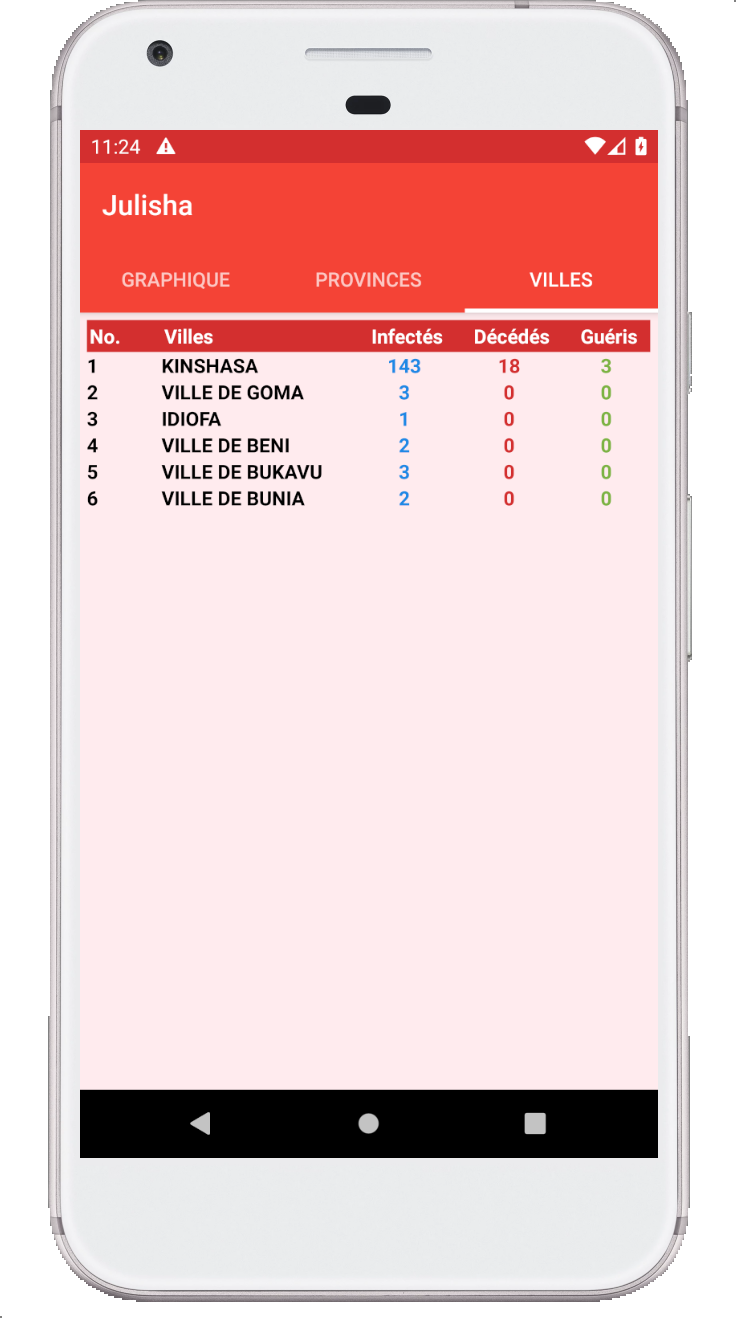 11:24
Julisha
GRAPHIQUE PROVINCES VILLES
No. Villes Infectés Décédés Guéris
1 KINSHASA 143 18 3
2 VILLE DE GOMA 3 0 0
3 IDIOFA 1 0 0
4 VILLE DE BENI 2 0 0
5 VILLE DE BUKAVU 3 0 0
6 VILLE DE BUNIA 2 0 0